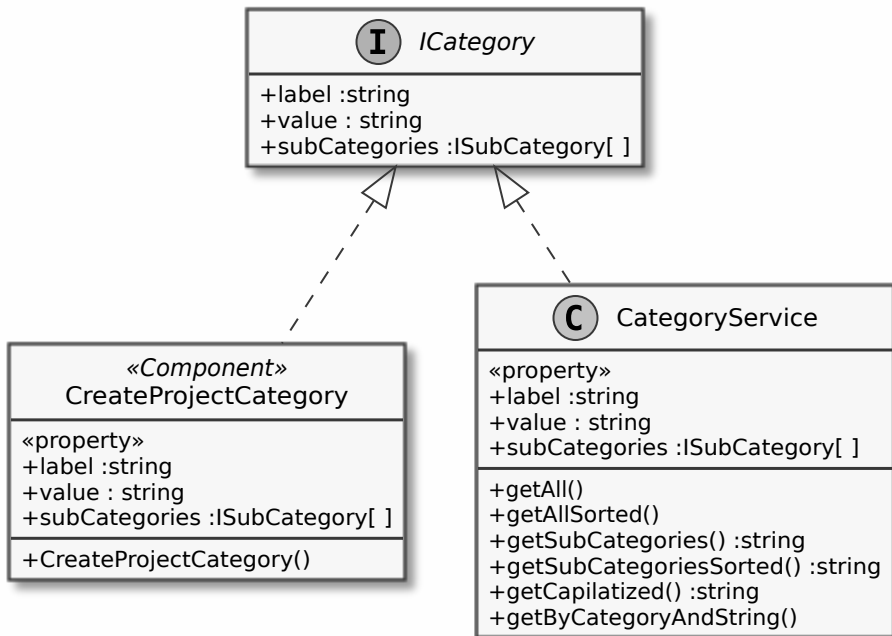 I ICategory
+label :string
+value : string
+subCategories :ISubCategory[ ]
«Component»
CreateProjectCategory
«property»
+label :string
+value : string
+subCategories :ISubCategory[ ]
+CreateProjectCategory()
C CategoryService
«property»
+label :string
+value : string
+subCategories :ISubCategory[ ]
+getAll()
+getAllSorted()
+getSubCategories() :string
+getSubCategoriesSorted() :string
+getCapilatized() :string
+getByCategoryAndString()